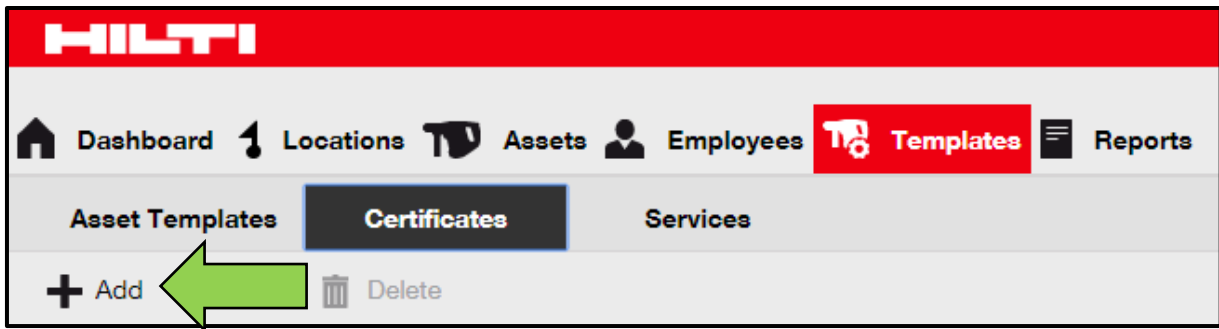 HILTI
Dashboard Locations Assets Employees Templates Reports
Asset Templates Certificates Services
Add Delete